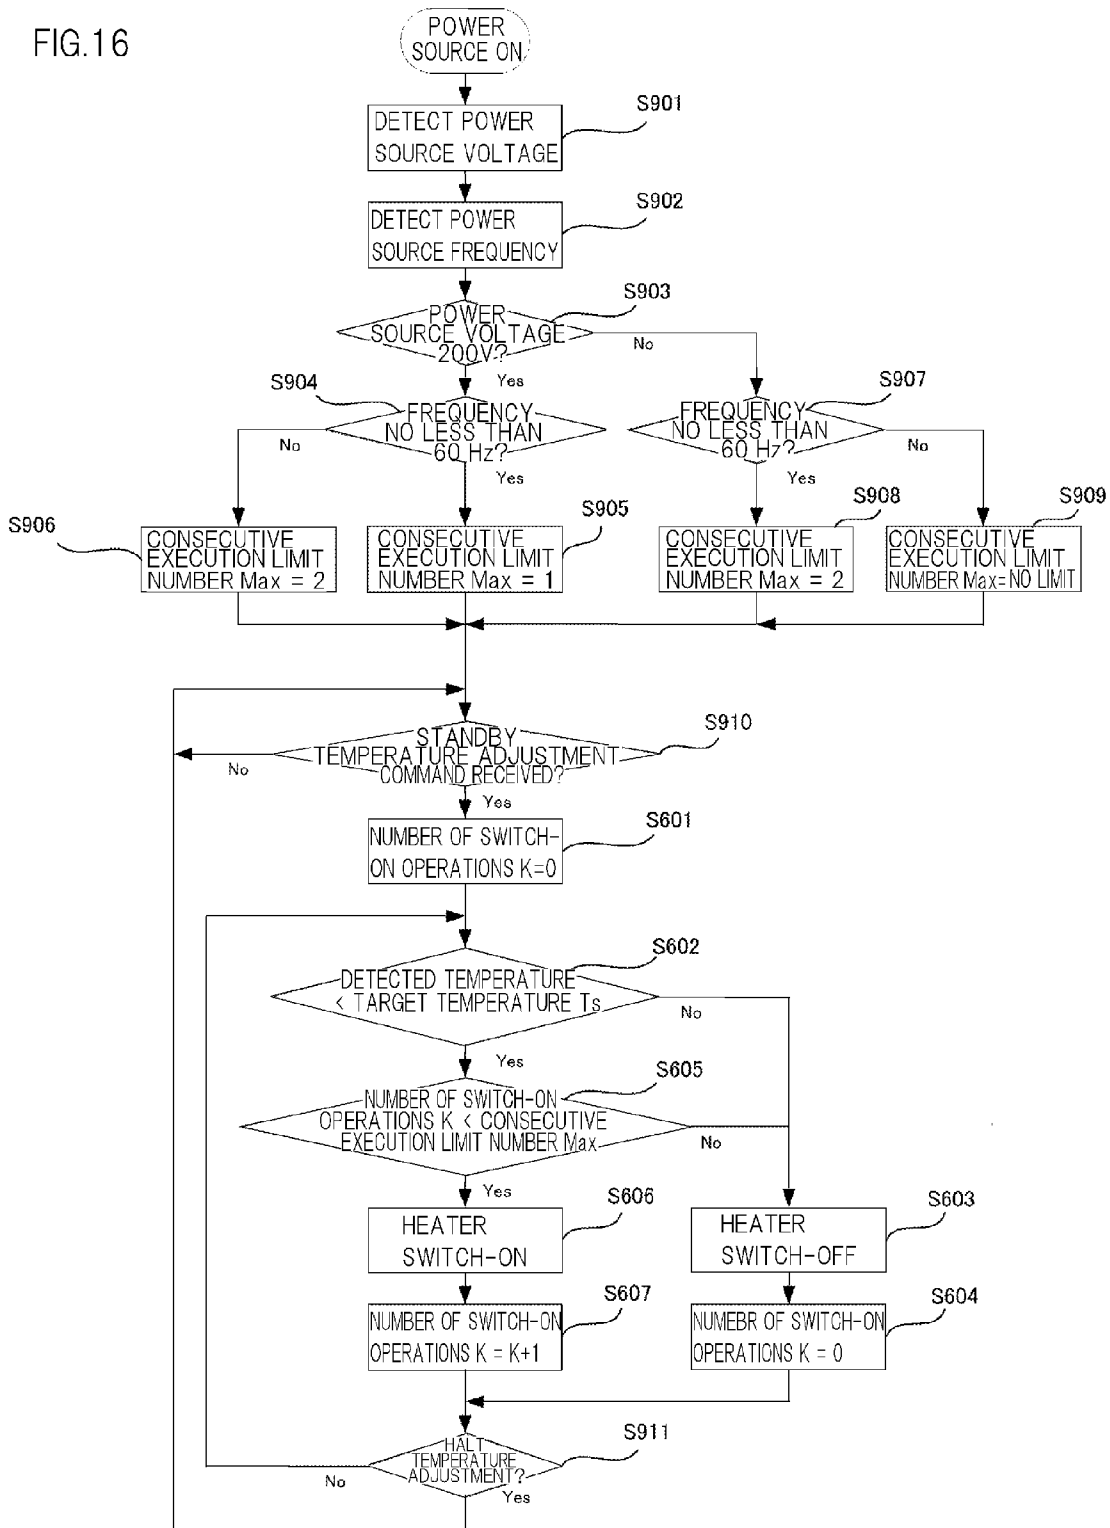 FIG.16
POWER
SOURCE ON
S901
DETECT POWER
SOURCE VOLTAGE
S902
DETECT POWER
SOURCE FREQUENCY
S903
POWER
SOURCE VOLTAGE
200V?
No
Yes
S904
FREQUENCY
NO LESS THAN
60 Hz?
No
Yes
S907
FREQUENCY
NO LESS THAN
60 Hz?
No
Yes
S906
CONSECUTIVE
EXECUTION LIMIT
NUMBER Max = 2
S905
CONSECUTIVE
EXECUTION LIMIT
NUMBER Max = 1
S908
CONSECUTIVE
EXECUTION LIMIT
NUMBER Max = 2
S909
CONSECUTIVE
EXECUTION LIMIT
NUMBER Max=NO LIMIT
S910
STANDBY
TEMPERATURE ADJUSTMENT
COMMAND RECEIVED?
No
Yes
S601
NUMBER OF SWITCH-
ON OPERATIONS K=0
S602
DETECTED TEMPERATURE
< TARGET TEMPERATURE Ts
No
Yes
S605
NUMBER OF SWITCH-ON
OPERATIONS K < CONSECUTIVE
EXECUTION LIMIT NUMBER Max
No
Yes
S606
HEATER
SWITCH-ON
S603
HEATER
SWITCH-OFF
S607
NUMBER OF SWITCH-ON
OPERATIONS K = K+1
S604
NUMEBR OF SWITCH-ON
OPERATIONS K = 0
S911
HALT
TEMPERATURE
ADJUSTMENT?
No
Yes